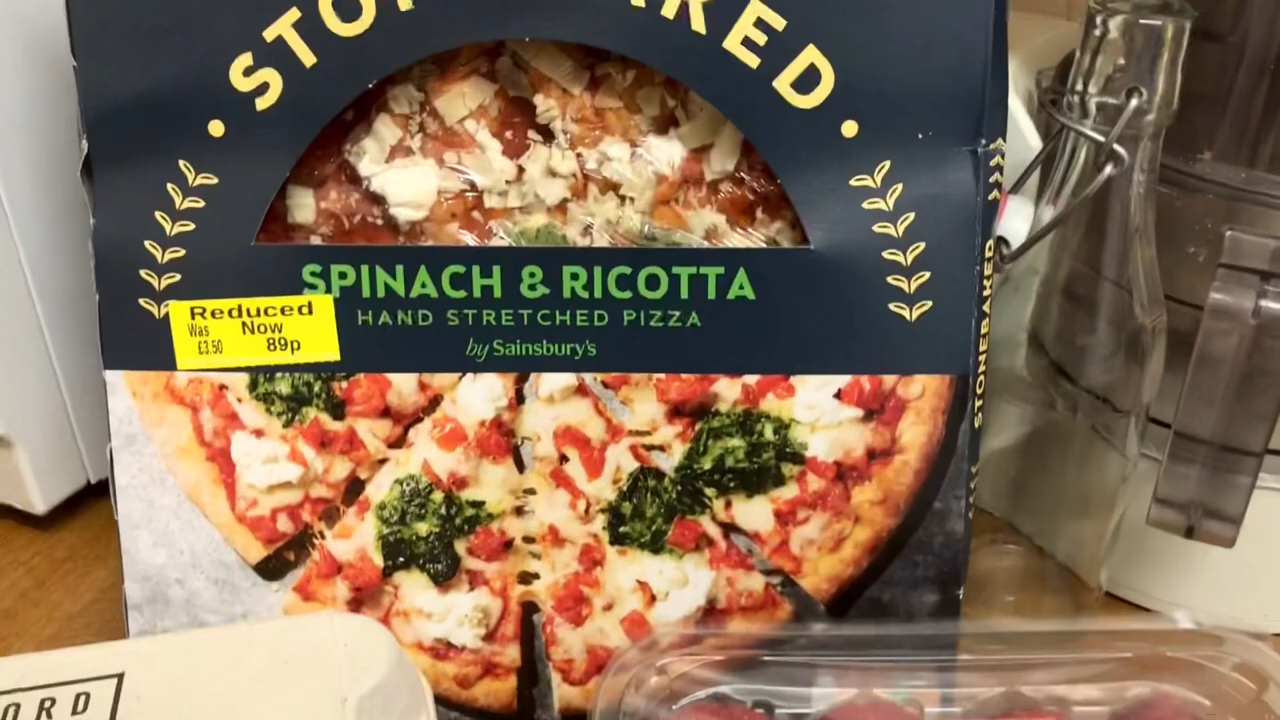 STONEBAKED
SPINACH & RICOTTA
HAND STRETCHED PIZZA
by Sainsbury's
Reduced
Was Now
£3.50 89p
STONEBAKED
ORD